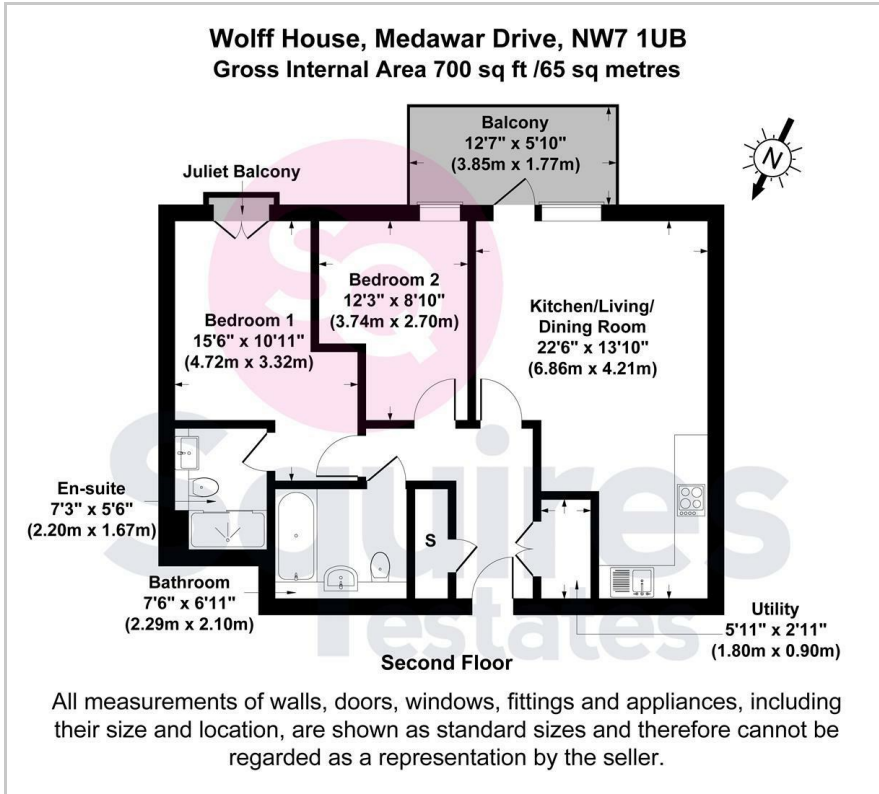 Wolff House, Medawar Drive, NW7 1UB
Gross Internal Area 700 sq ft /65 sq metres
Balcony
12'7" x 5'10"
(3.85m x 1.77m)
N
Juliet Balcony
Bedroom 1
15'6" x 10'11"
(4.72m x 3.32m)
Bedroom 2
12'3" x 8'10"
(3.74m x 2.70m)
Kitchen/Living/
Dining Room
22'6" x 13'10"
(6.86m x 4.21m)
SQ
Squires
estates
En-suite
7'3" x 5'6"
(2.20m x 1.67m)
S
Bathroom
7'6" x 6'11"
(2.29m x 2.10m)
Utility
5'11" x 2'11"
(1.80m x 0.90m)
Second Floor
All measurements of walls, doors, windows, fittings and appliances, including
their size and location, are shown as standard sizes and therefore cannot be
regarded as a representation by the seller.